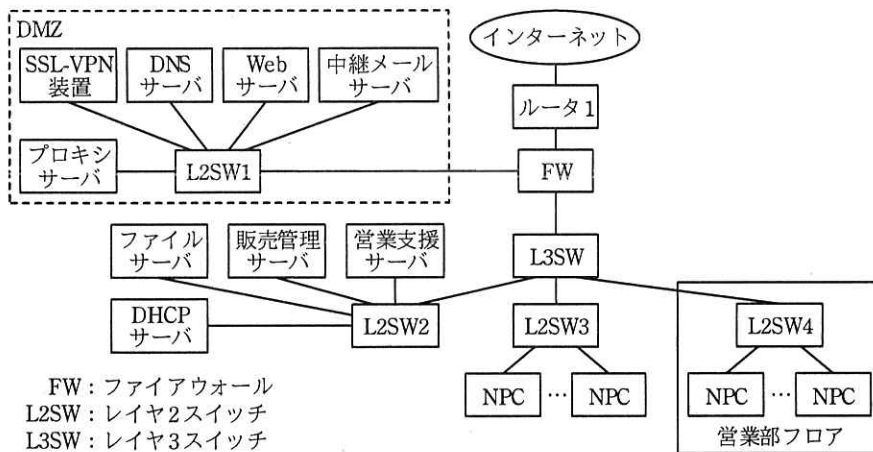 DMZ
インターネット
SSL-VPN
装置
DNS
サーバ
Web
サーバ
中継メール
サーバ
ルータ1
プロキシ
サーバ
L2SW1
FW
ファイル
サーバ
販売管理
サーバ
営業支援
サーバ
L3SW
DHCP
サーバ
L2SW2
L2SW3
L2SW4
NPC … NPC
NPC … NPC
営業部フロア
FW：ファイアウォール
L2SW：レイヤ2スイッチ
L3SW：レイヤ3スイッチ